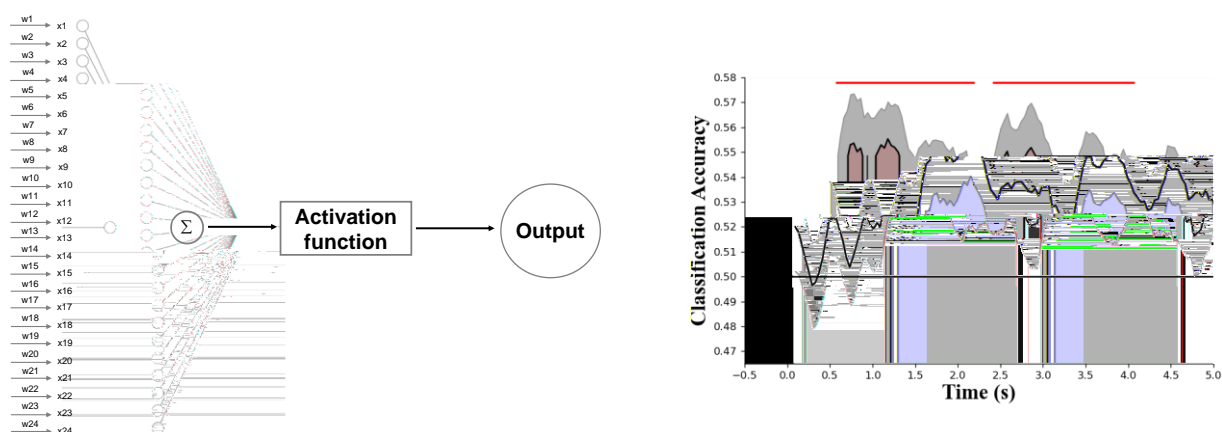 w1
x1
w2
x2
w3
x3
w4
x4
w5
x5
w6
x6
w7
x7
w8
x8
w9
x9
w10
x10
w11
x11
w12
x12
w13
x13
w14
x14
w15
x15
w16
x16
w17
x17
w18
x18
w19
x19
w20
x20
w21
x21
w22
x22
w23
x23
w24
x24
Σ
Activation
function
Output
Classification Accuracy
0.58
0.57
0.56
0.55
0.54
0.53
0.52
0.51
0.50
0.49
0.48
0.47
−0.5 0.0 0.5 1.0 1.5 2.0 2.5 3.0 3.5 4.0 4.5 5.0
Time (s)